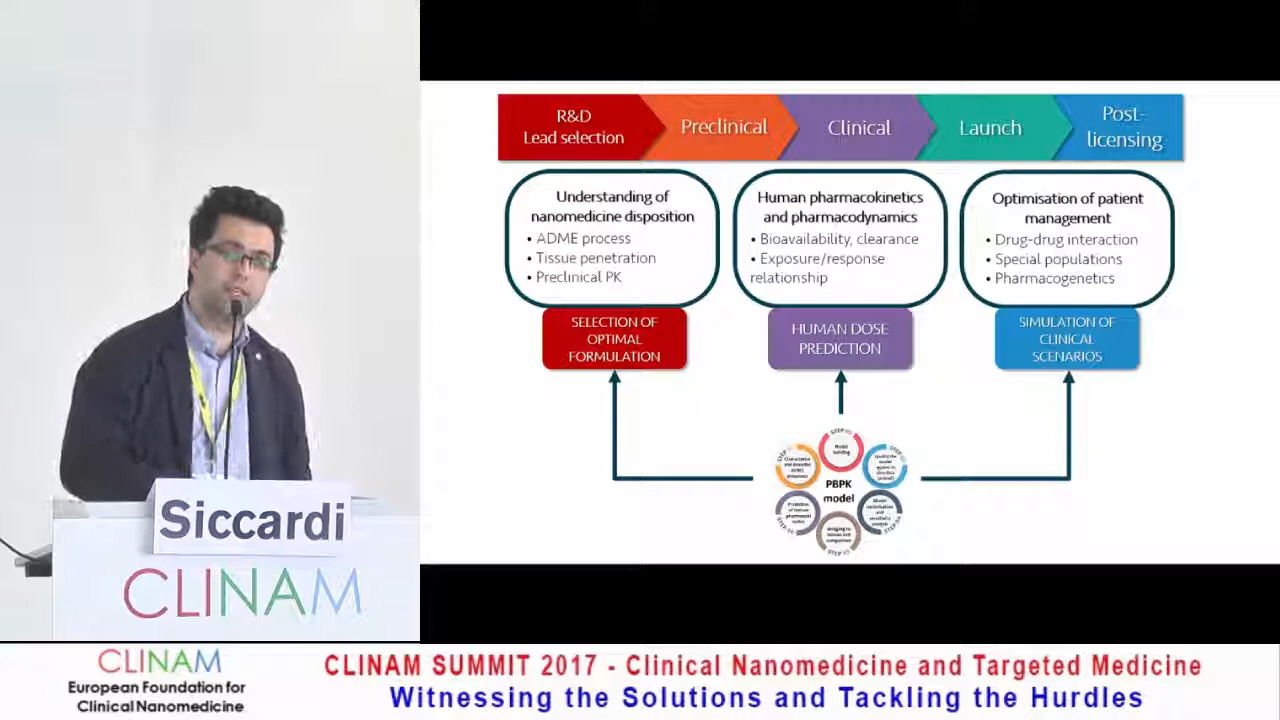 R&D
Lead selection
Preclinical
Clinical
Launch
Post-
licensing
Understanding of
nanomedicine disposition
• ADME process
• Tissue penetration
• Preclinical PK
Human pharmacokinetics
and pharmacodynamics
• Bioavailability, clearance
• Exposure/response
relationship
Optimisation of patient
management
• Drug-drug interaction
• Special populations
• Pharmacogenetics
SELECTION OF
OPTIMAL
FORMULATION
HUMAN DOSE
PREDICTION
SIMULATION OF
CLINICAL
SCENARIOS
Model
building
PBPK
model
Siccardi
CLINAM
CLINAM
European Foundation for
Clinical Nanomedicine
CLINAM SUMMIT 2017 - Clinical Nanomedicine and Targeted Medicine
Witnessing the Solutions and Tackling the Hurdles